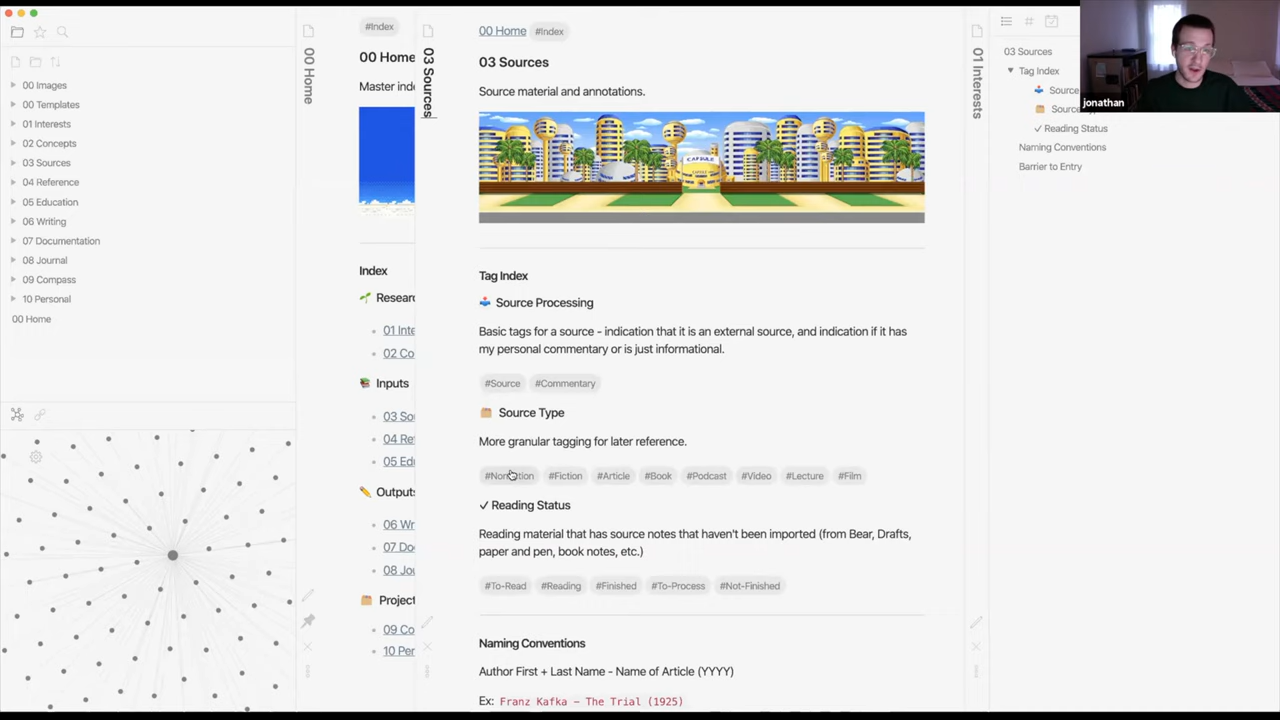 00 Images
00 Templates
01 Interests
02 Concepts
03 Sources
04 Reference
05 Education
06 Writing
07 Documentation
08 Journal
09 Compass
10 Personal
00 Home
00 Home
#Index
00 Home
Master inde
Index
🌱 Researc
01 Inte
02 Co
📚 Inputs
03 So
04 Re
05 Edu
✏️ Outputs
06 Wr
07 Do
08 Jou
🗂 Project
09 Co
10 Per
03 Sources
00 Home #Index
03 Sources
Source material and annotations.
CAPSULE
Tag Index
📥 Source Processing
Basic tags for a source - indication that it is an external source, and indication if it has
my personal commentary or is just informational.
#Source #Commentary
🗂 Source Type
More granular tagging for later reference.
#Nonfiction #Fiction #Article #Book #Podcast #Video #Lecture #Film
✓ Reading Status
Reading material that has source notes that haven't been imported (from Bear, Drafts,
paper and pen, book notes, etc.)
#To-Read #Reading #Finished #To-Process #Not-Finished
Naming Conventions
Author First + Last Name - Name of Article (YYYY)
Ex: Franz Kafka - The Trial (1925)
01 Interests
03 Sources
Tag Index
📥 Source
🗂 Source
✓ Reading Status
Naming Conventions
Barrier to Entry
jonathan